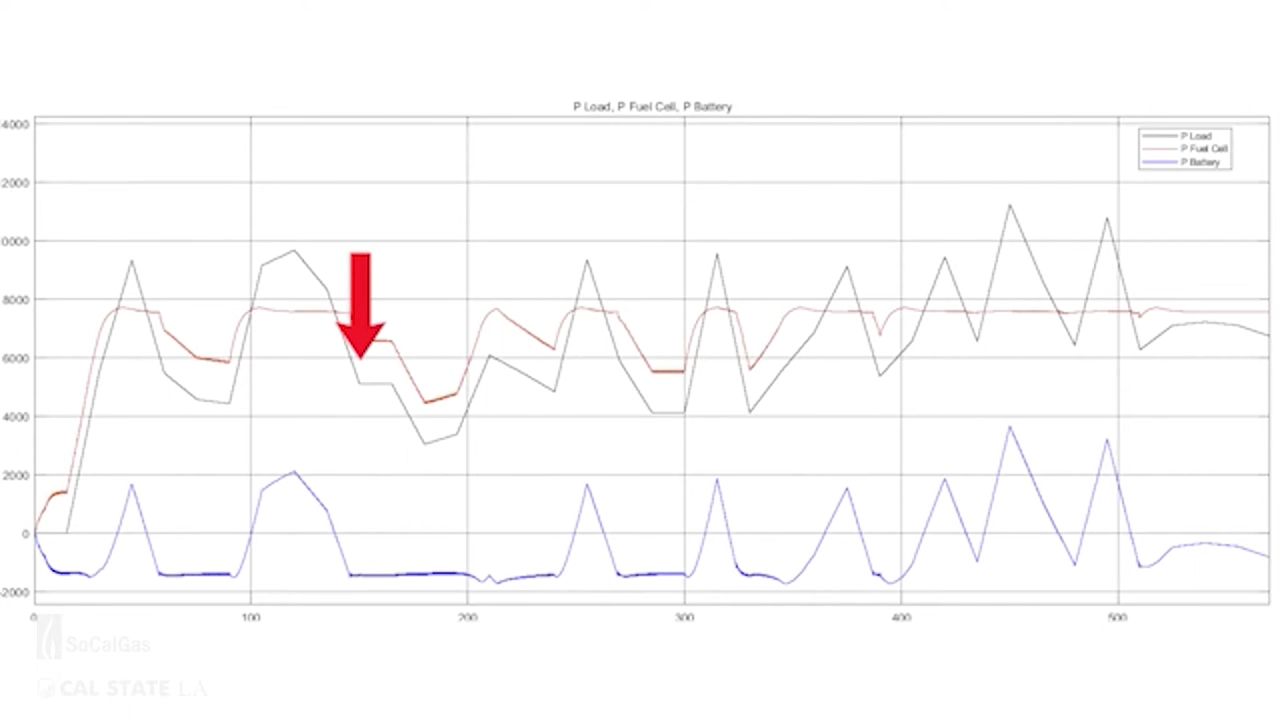 P Load, P Fuel Cell, P Battery
4000
P Load
P Fuel Cell
P Battery
2000
0000
8000
6000
4000
2000
0
-2000
0 100 200 300 400 500
SoCalGas
CAL STATE LA